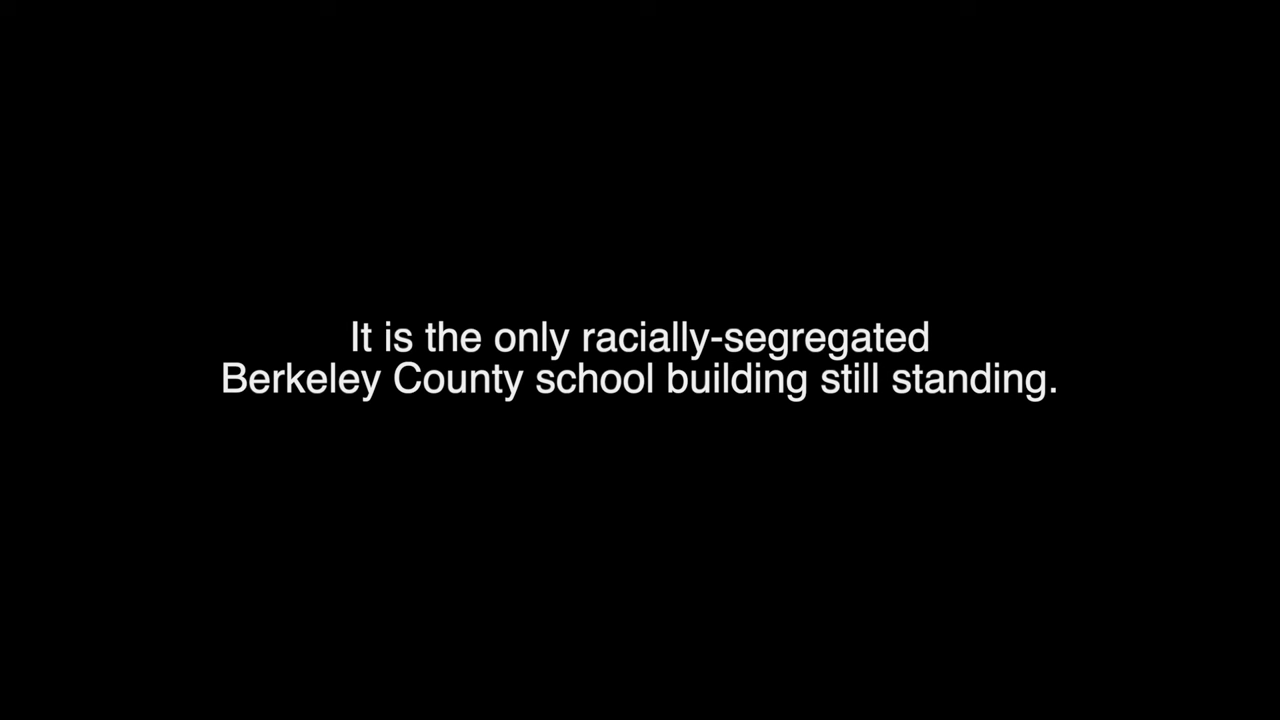 It is the only racially-segregated
Berkeley County school building still standing.